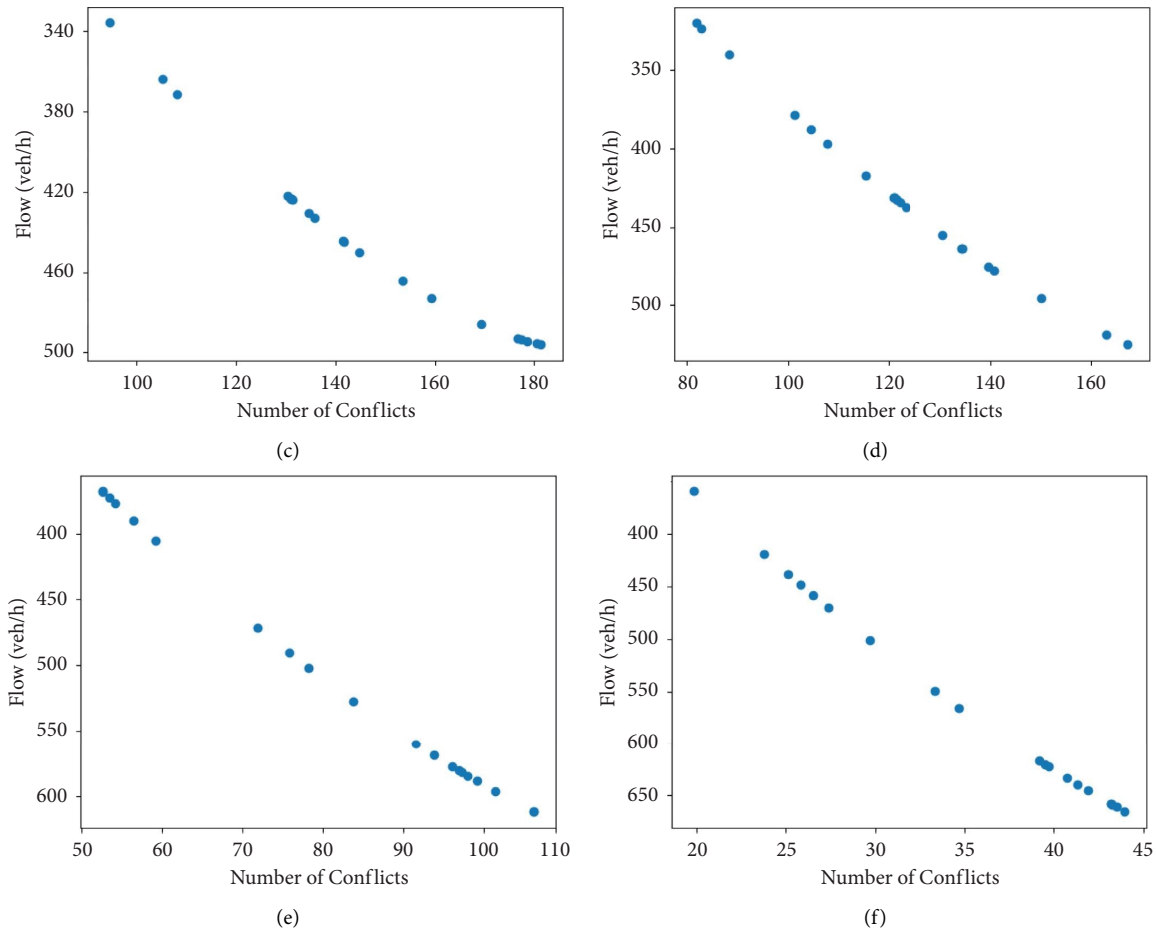 340
380
420
460
500
Flow (veh/h)
100 120 140 160 180
Number of Conflicts
(c)
350
400
450
500
Flow (veh/h)
80 100 120 140 160
Number of Conflicts
(d)
400
450
500
550
600
Flow (veh/h)
50 60 70 80 90 100 110
Number of Conflicts
(e)
400
450
500
550
600
650
Flow (veh/h)
20 25 30 35 40 45
Number of Conflicts
(f)